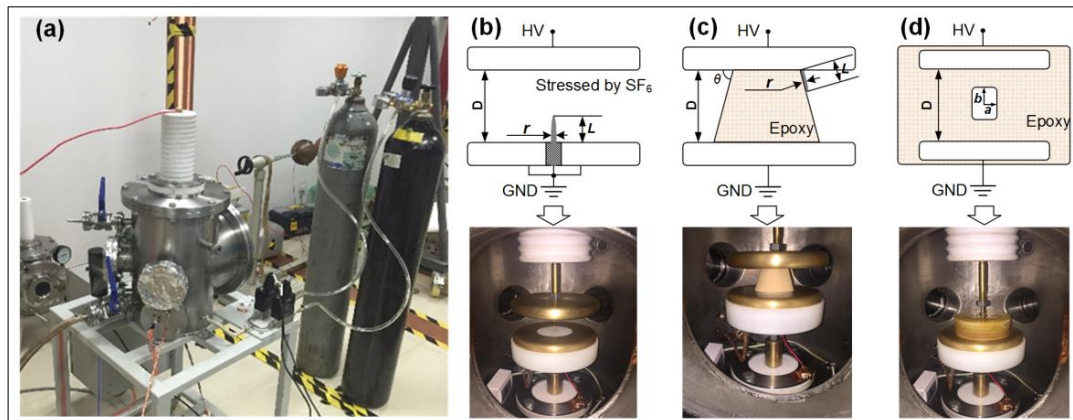 (a)
(b)
HV
D
Stressed by SF₆
r
L
GND
(c)
HV
θ
D
r
L
Epoxy
GND
(d)
HV
D
b
a
Epoxy
GND